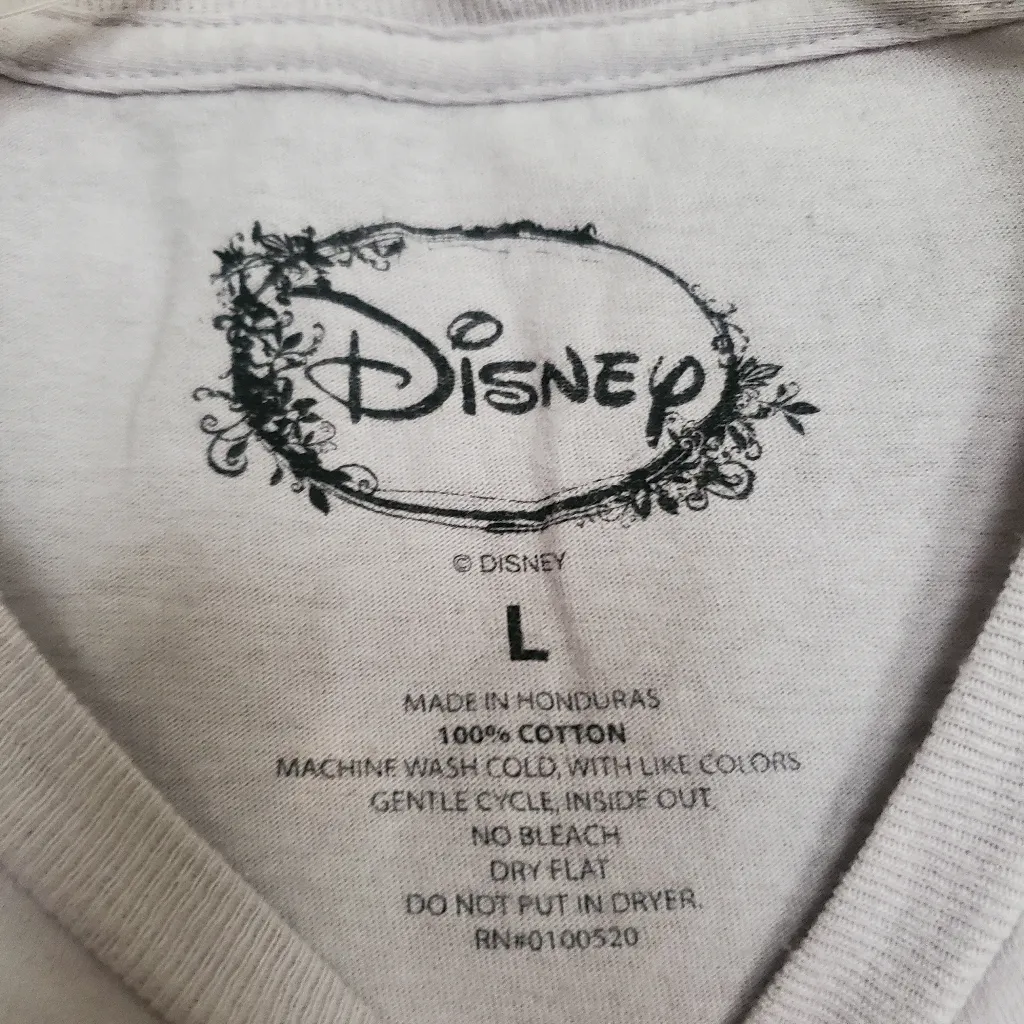 Disney
© DISNEY
L
MADE IN HONDURAS
100% COTTON
MACHINE WASH COLD, WITH LIKE COLORS
GENTLE CYCLE, INSIDE OUT
NO BLEACH
DRY FLAT
DO NOT PUT IN DRYER.
RN#0100520